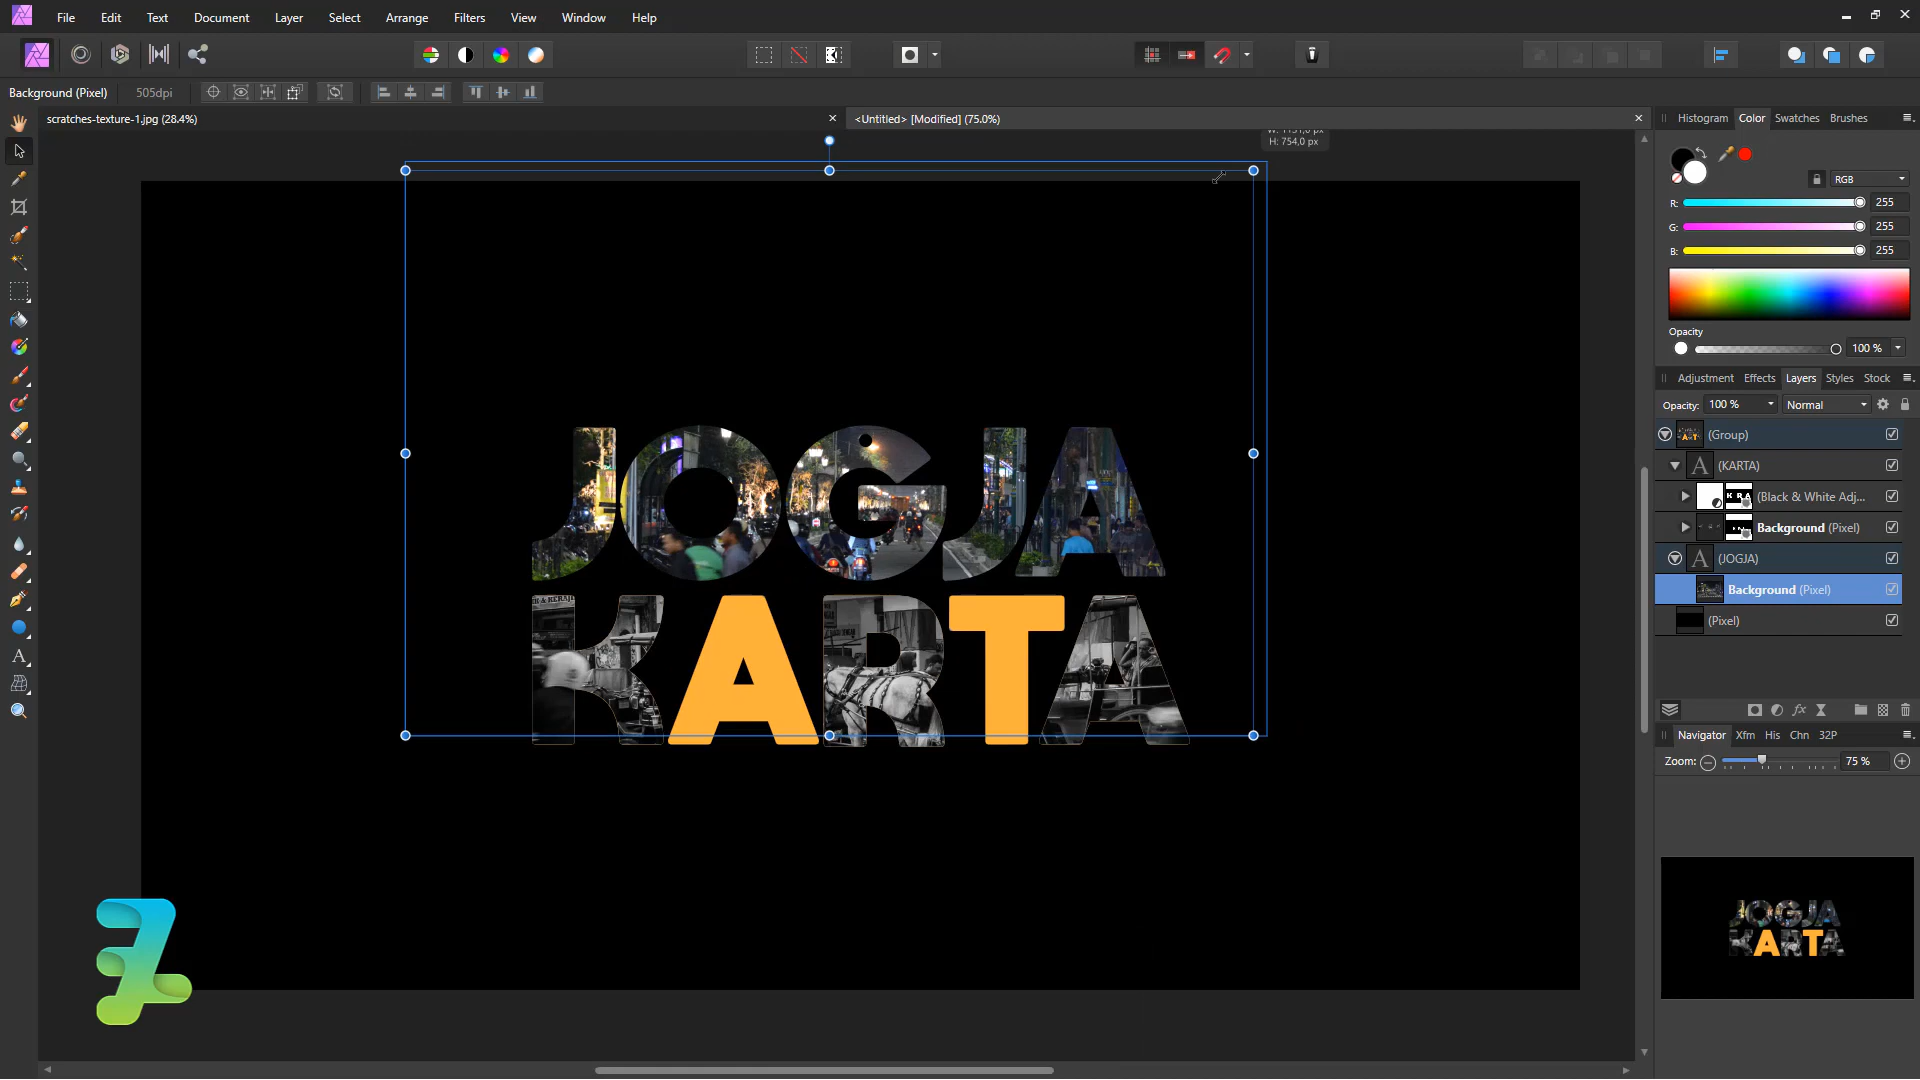 File Edit Text Document Layer Select Arrange Filters View Window Help
Background (Pixel) 505dpi
scratches-texture-1.jpg (28.4%)
<Untitled> [Modified] (75.0%)
H: 754,0 px
Histogram Color Swatches Brushes
RGB
R: 255
G: 255
B: 255
Opacity
100 %
Adjustment Effects Layers Styles Stock
Opacity: 100 % Normal
(Group)
(KARTA)
(Black & White Adj...
Background (Pixel)
(JOGJA)
Background (Pixel)
(Pixel)
Navigator Xfm His Chn 32P
Zoom: 75 %
JOGJA
KARTA
JOGJA
KARTA